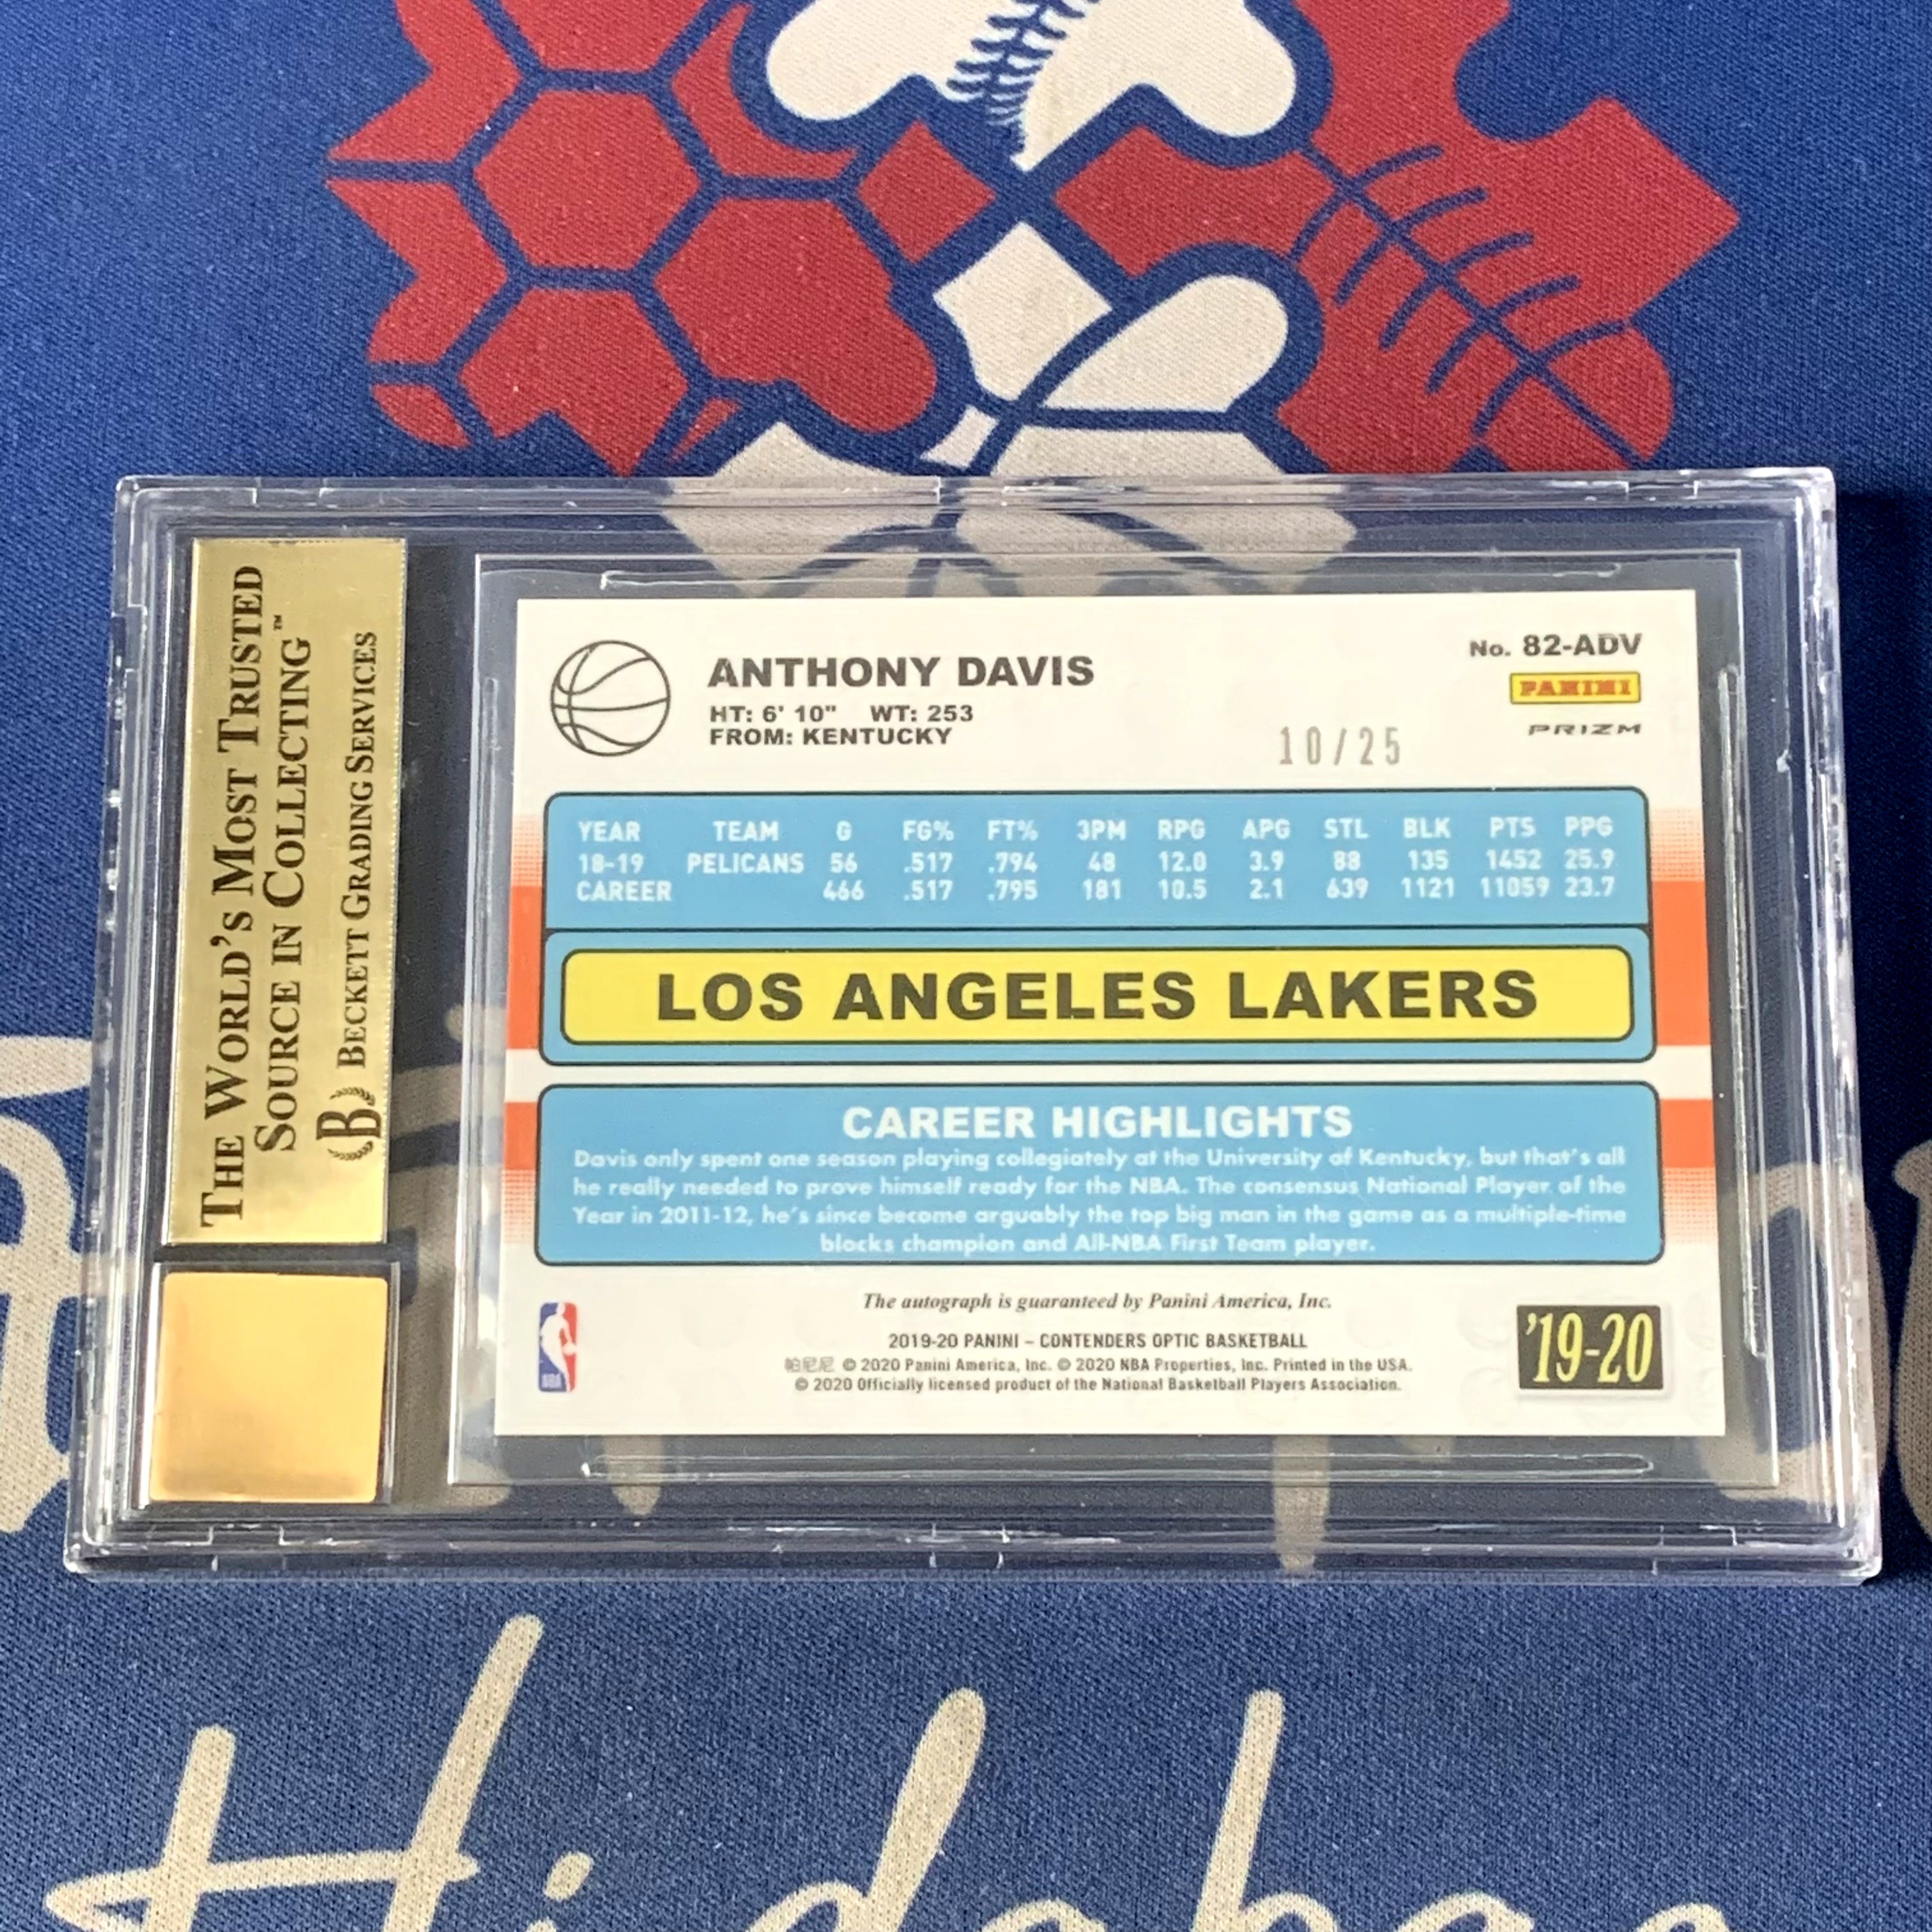 THE WORLD'S MOST TRUSTED
SOURCE IN COLLECTING™
B BECKETT GRADING SERVICES
ANTHONY DAVIS
HT: 6' 10" WT: 253
FROM: KENTUCKY
No. 82-ADV
PANINI
PRIZM
10/25
YEAR TEAM G FG% FT% 3PM RPG APG STL BLK PTS PPG
18-19 PELICANS 56 .517 .794 48 12.0 3.9 88 135 1452 25.9
CAREER 466 .517 .795 181 10.5 2.1 639 1121 11059 23.7
LOS ANGELES LAKERS
CAREER HIGHLIGHTS
Davis only spent one season playing collegiately at the University of Kentucky, but that's all
he really needed to prove himself ready for the NBA. The consensus National Player of the
Year in 2011-12, he's since become arguably the top big man in the game as a multiple-time
blocks champion and All-NBA First Team player.
The autograph is guaranteed by Panini America, Inc.
2019-20 PANINI – CONTENDERS OPTIC BASKETBALL
帕尼尼 © 2020 Panini America, Inc. © 2020 NBA Properties, Inc. Printed in the USA.
© 2020 Officially licensed product of the National Basketball Players Association.
NBA
'19-20